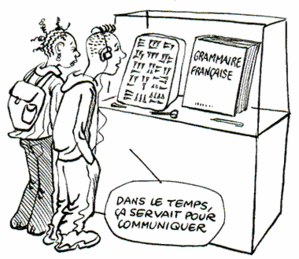 GRAMMAIRE
FRANÇAISE
DANS LE TEMPS,
ÇA SERVAIT POUR
COMMUNIQUER